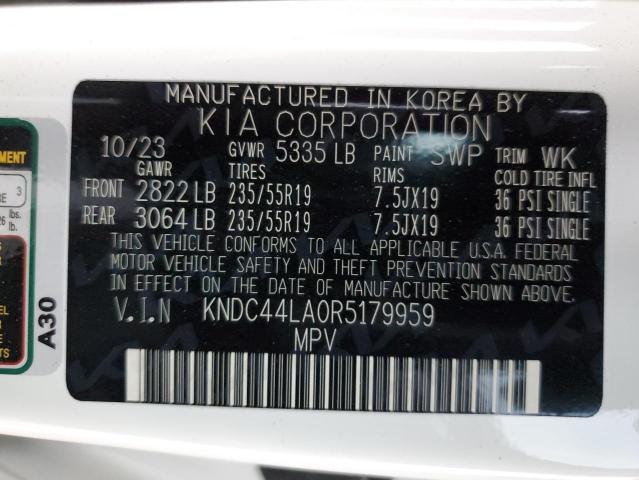 MANUFACTURED IN KOREA BY
KIA CORPORATION
10/23 GVWR 5335 LB PAINT SWP TRIM WK
GAWR TIRES RIMS COLD TIRE INFL
FRONT 2822 LB 235/55R19 7.5JX19 36 PSI SINGLE
REAR 3064 LB 235/55R19 7.5JX19 36 PSI SINGLE
THIS VEHICLE CONFORMS TO ALL APPLICABLE U.S.A. FEDERAL
MOTOR VEHICLE SAFETY AND THEFT PREVENTION STANDARDS
IN EFFECT ON THE DATE OF MANUFACTURE SHOWN ABOVE.
V.I.N KNDC44LA0R5179959
MPV
A30
3
lbs.
lb.